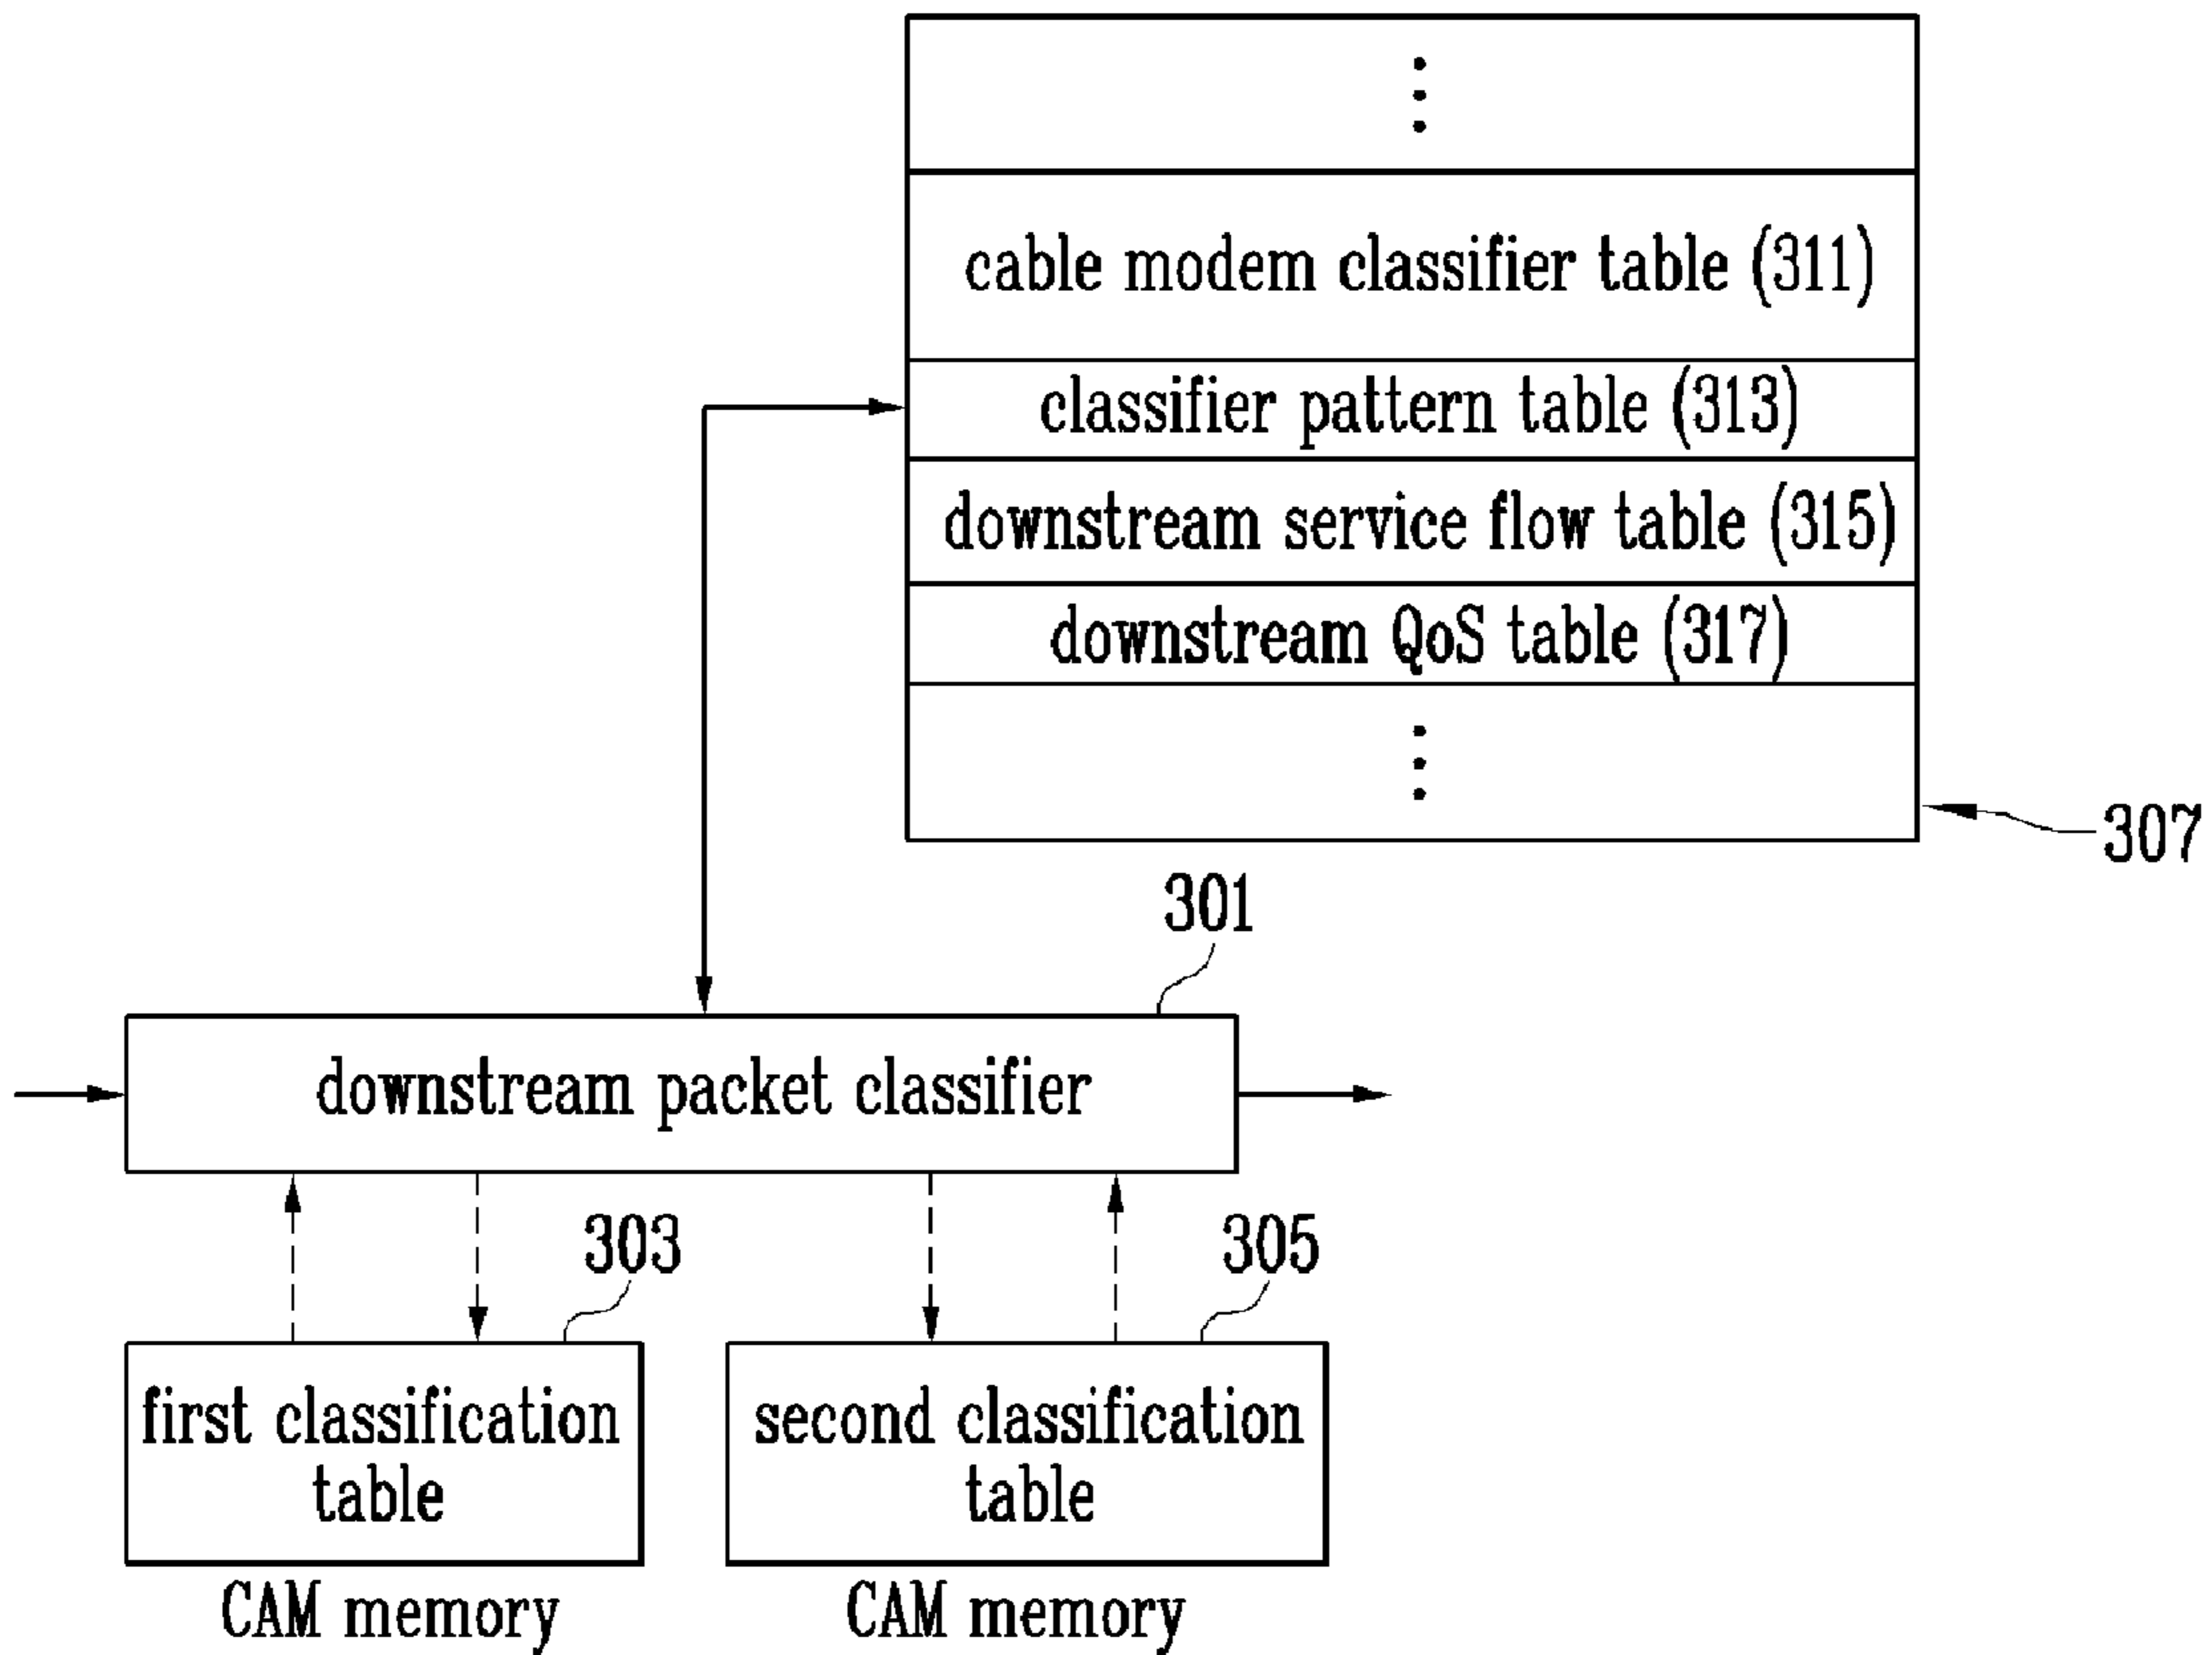 cable modem classifier table (311)
classifier pattern table (313)
downstream service flow table (315)
downstream QoS table (317)
307
301
downstream packet classifier
303
305
first classification
table
second classification
table
CAM memory
CAM memory